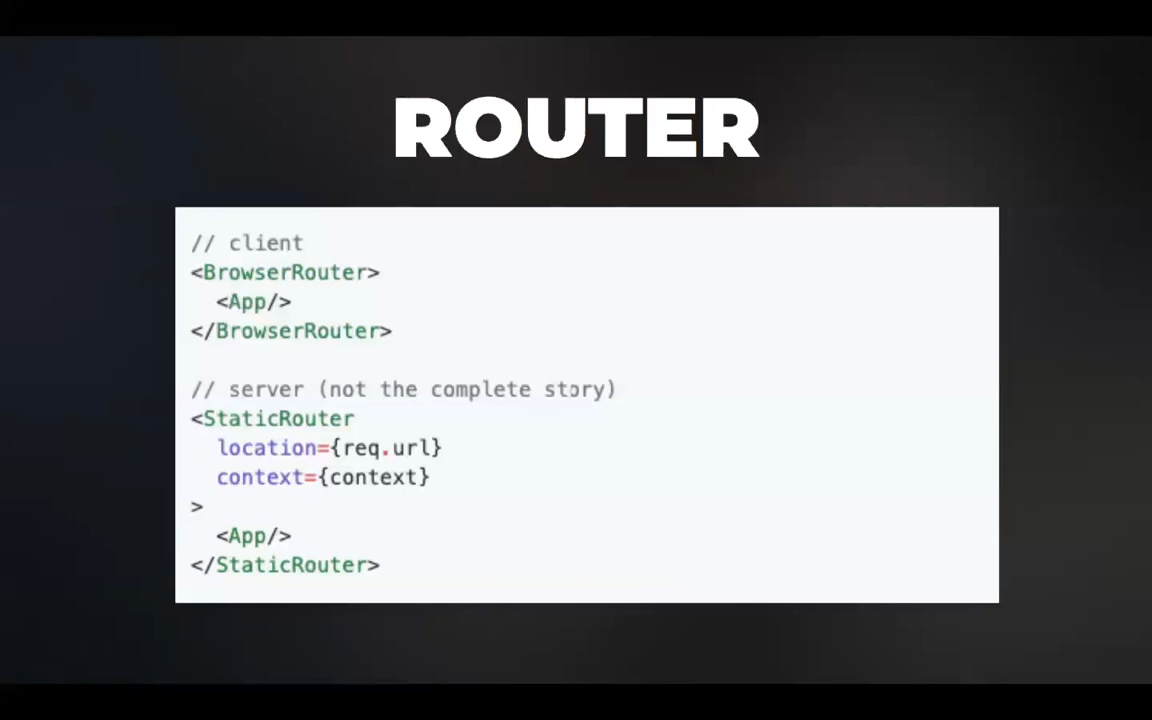 ROUTER
// client
<BrowserRouter>
  <App/>
</BrowserRouter>
// server (not the complete story)
<StaticRouter
  location={req.url}
  context={context}
>
  <App/>
</StaticRouter>